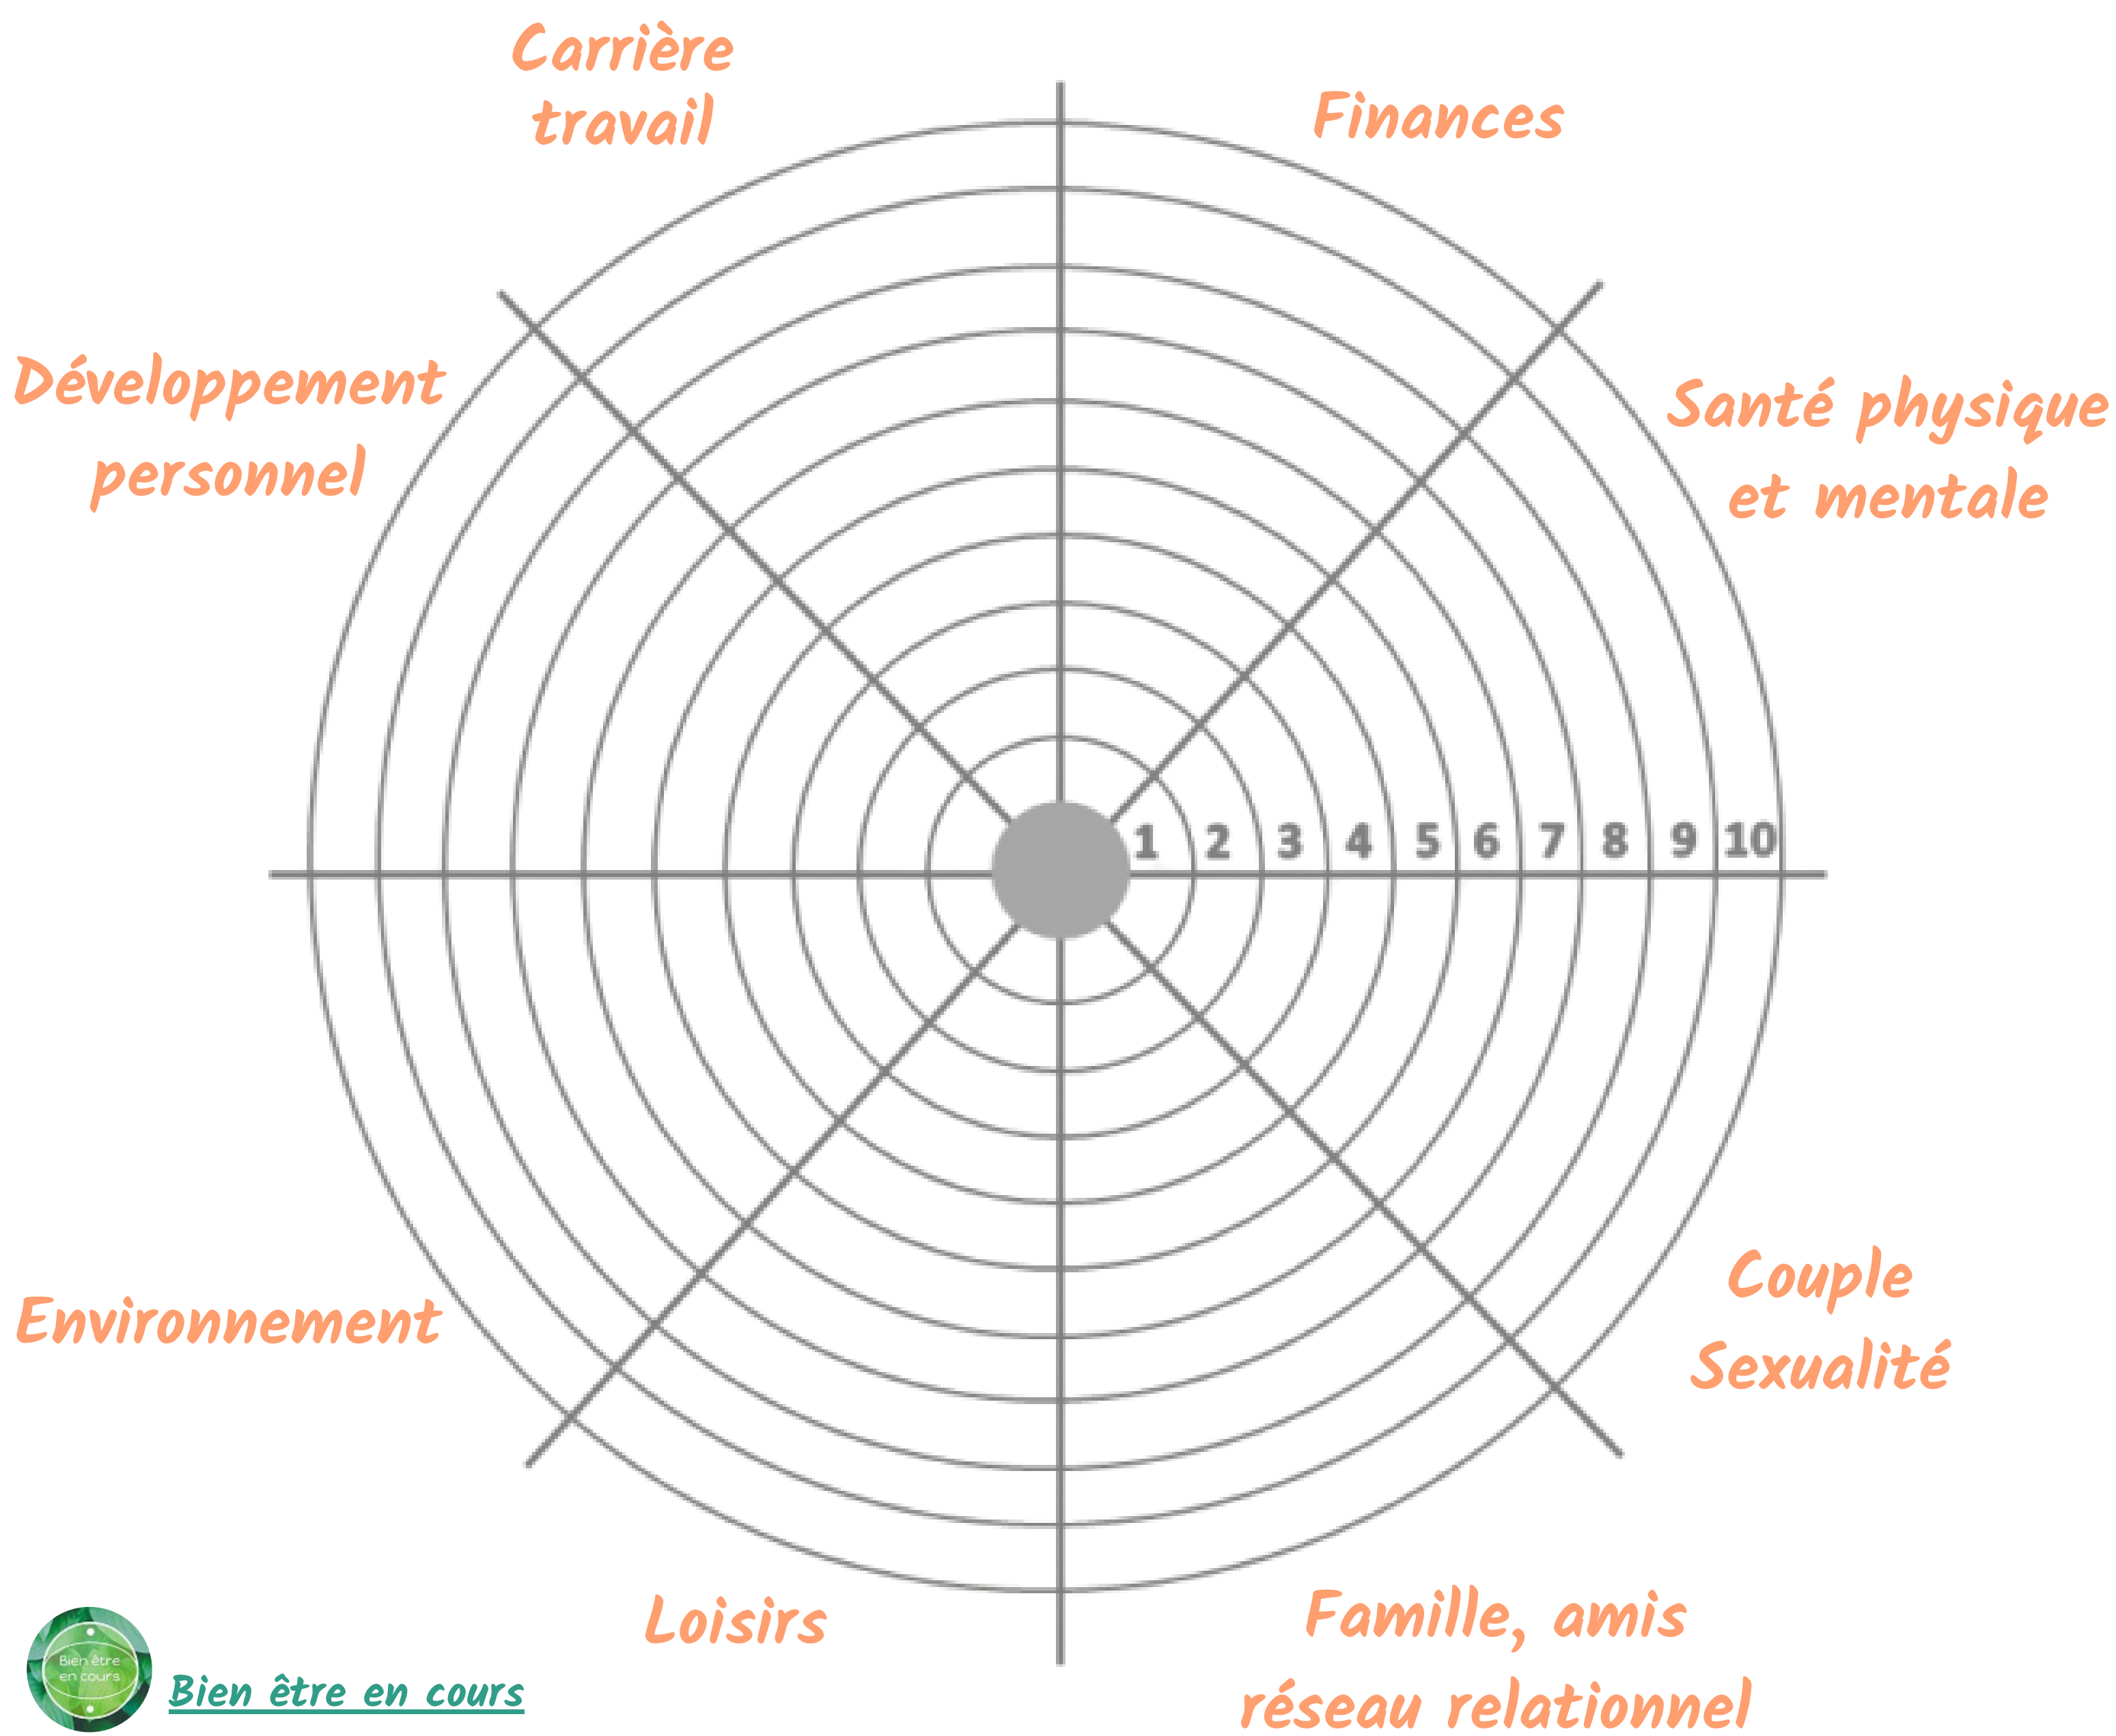 Carrière
travail
Finances
Développement
personnel
Santé physique
et mentale
1 2 3 4 5 6 7 8 9 10
Couple
Sexualité
Environnement
Loisirs
Famille, amis
réseau relationnel
Bien être
en cours
Bien être en cours